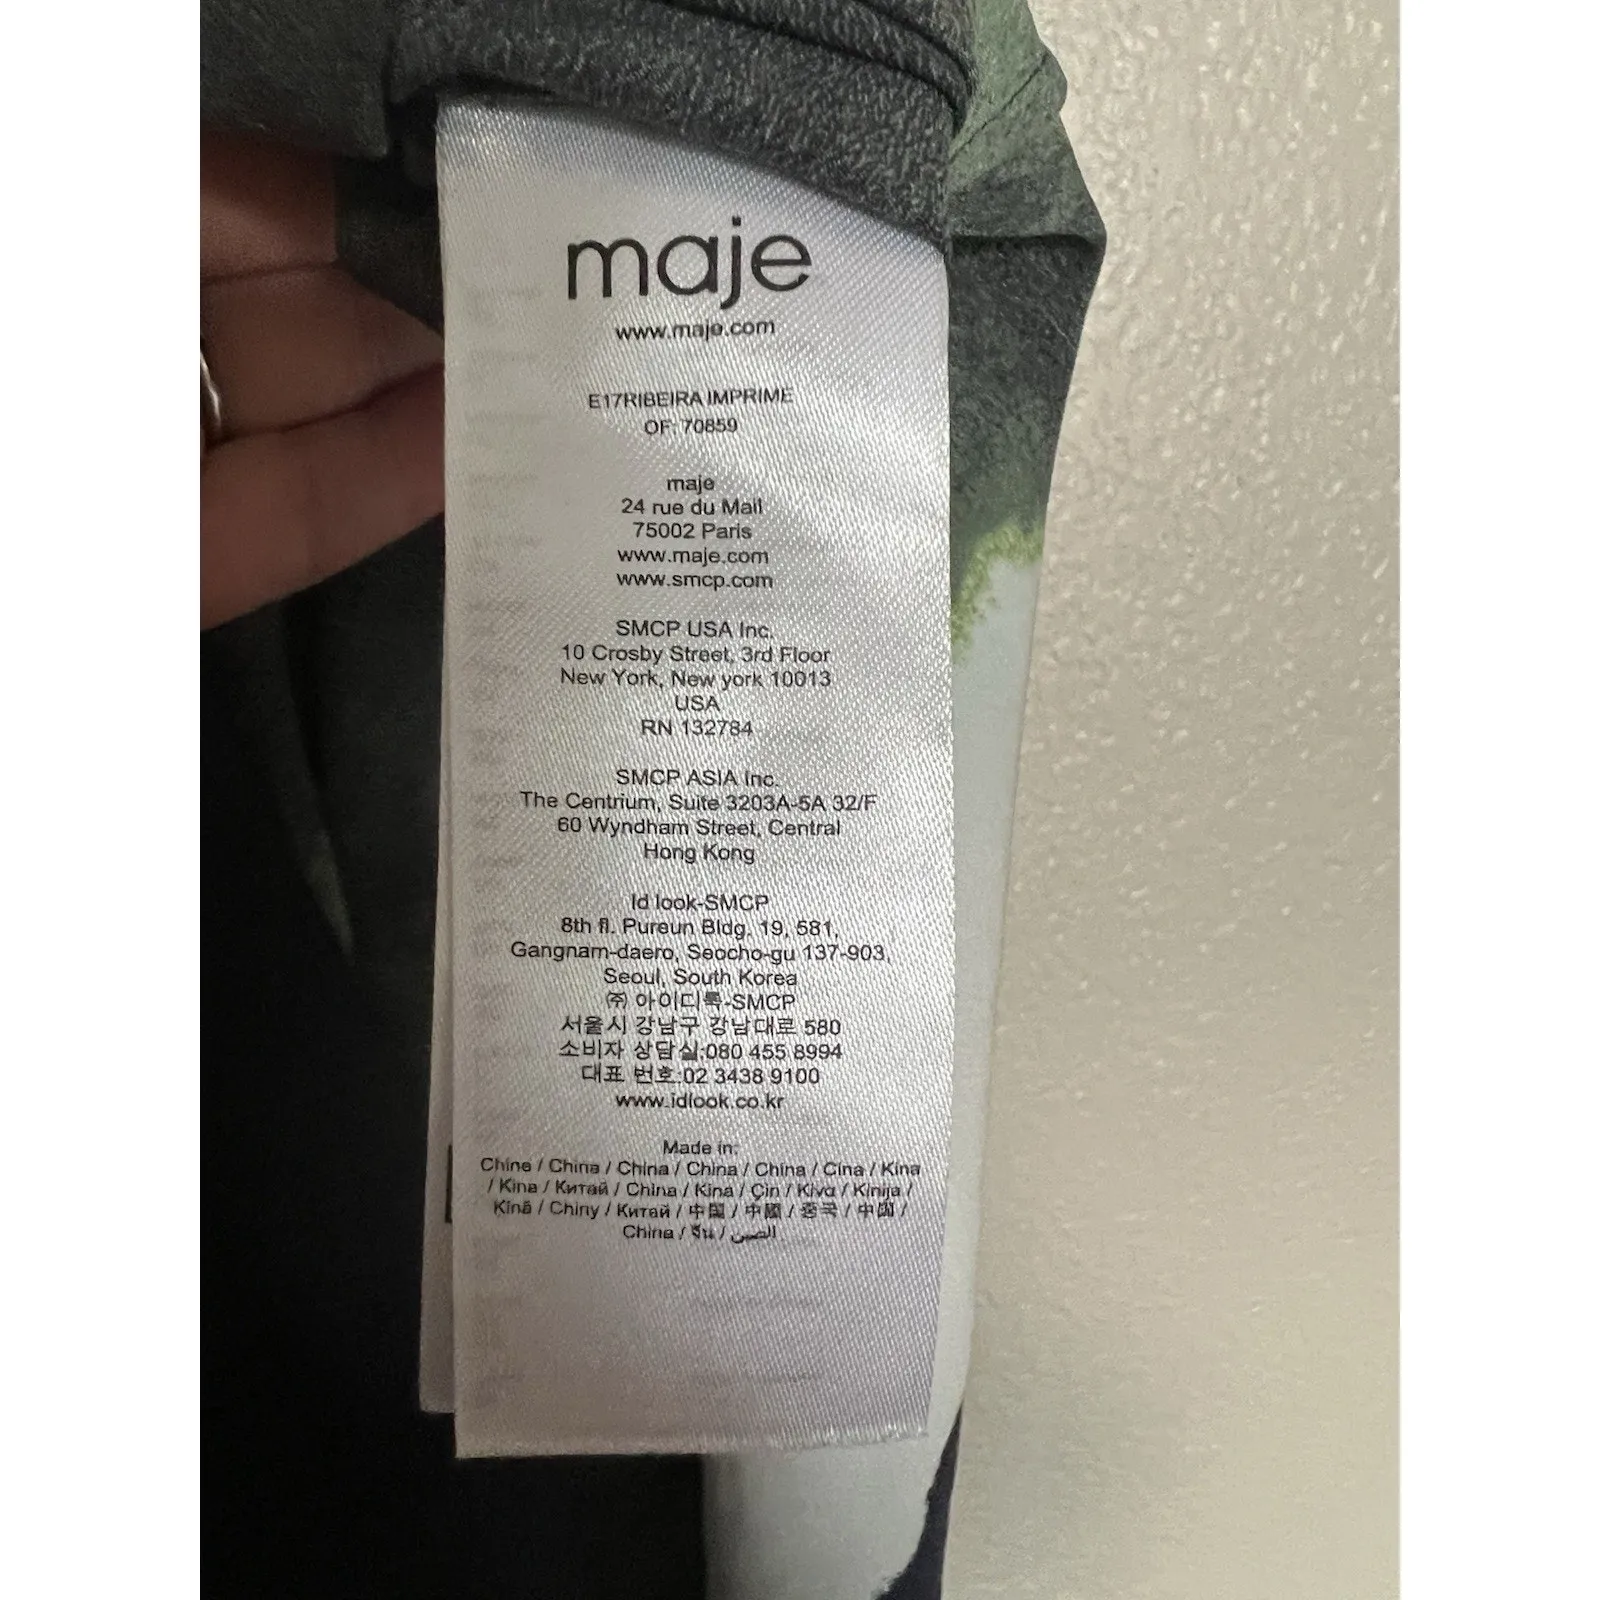 maje
www.maje.com
E17RIBEIRA IMPRIME
OF: 70859
maje
24 rue du Mail
75002 Paris
www.maje.com
www.smcp.com
SMCP USA Inc.
10 Crosby Street, 3rd Floor
New York, New york 10013
USA
RN 132784
SMCP ASIA Inc.
The Centrium, Suite 3203A-5A 32/F
60 Wyndham Street, Central
Hong Kong
Id look-SMCP
8th fl. Pureun Bldg. 19, 581,
Gangnam-daero, Seocho-gu 137-903,
Seoul, South Korea
㈜ 아이디룩-SMCP
서울시 강남구 강남대로 580
소비자 상담실:080 455 8994
대표 번호:02 3438 9100
www.idlook.co.kr
Made in:
Chine / China / China / China / China / Cina / Kina
/ Kina / Китай / China / Kina / Çin / Kiva / Kinija /
Kīnā / Chiny / Китай / 中国 / 中國 / 중국 / 中国 /
China / จีน / الصين